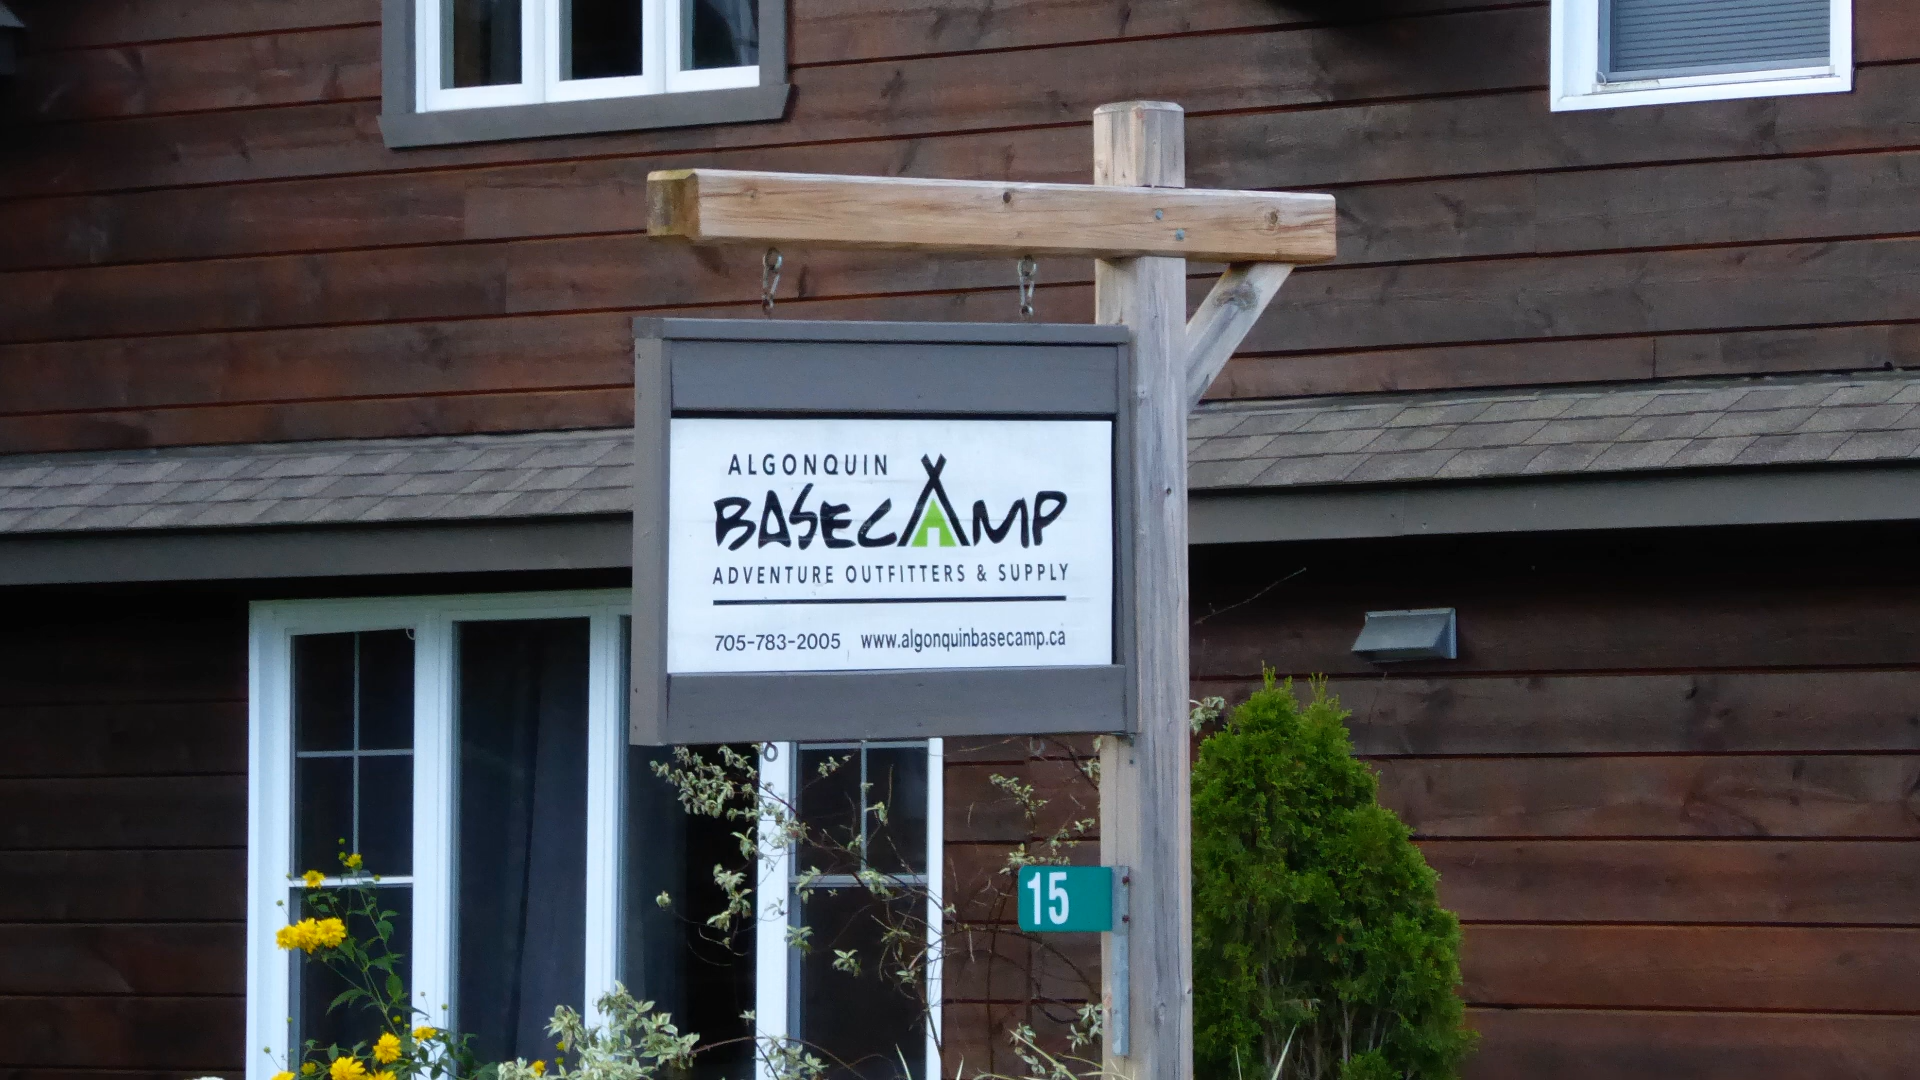 ALGONQUIN
BASECAMP
ADVENTURE OUTFITTERS & SUPPLY
705-783-2005 www.algonquinbasecamp.ca
15